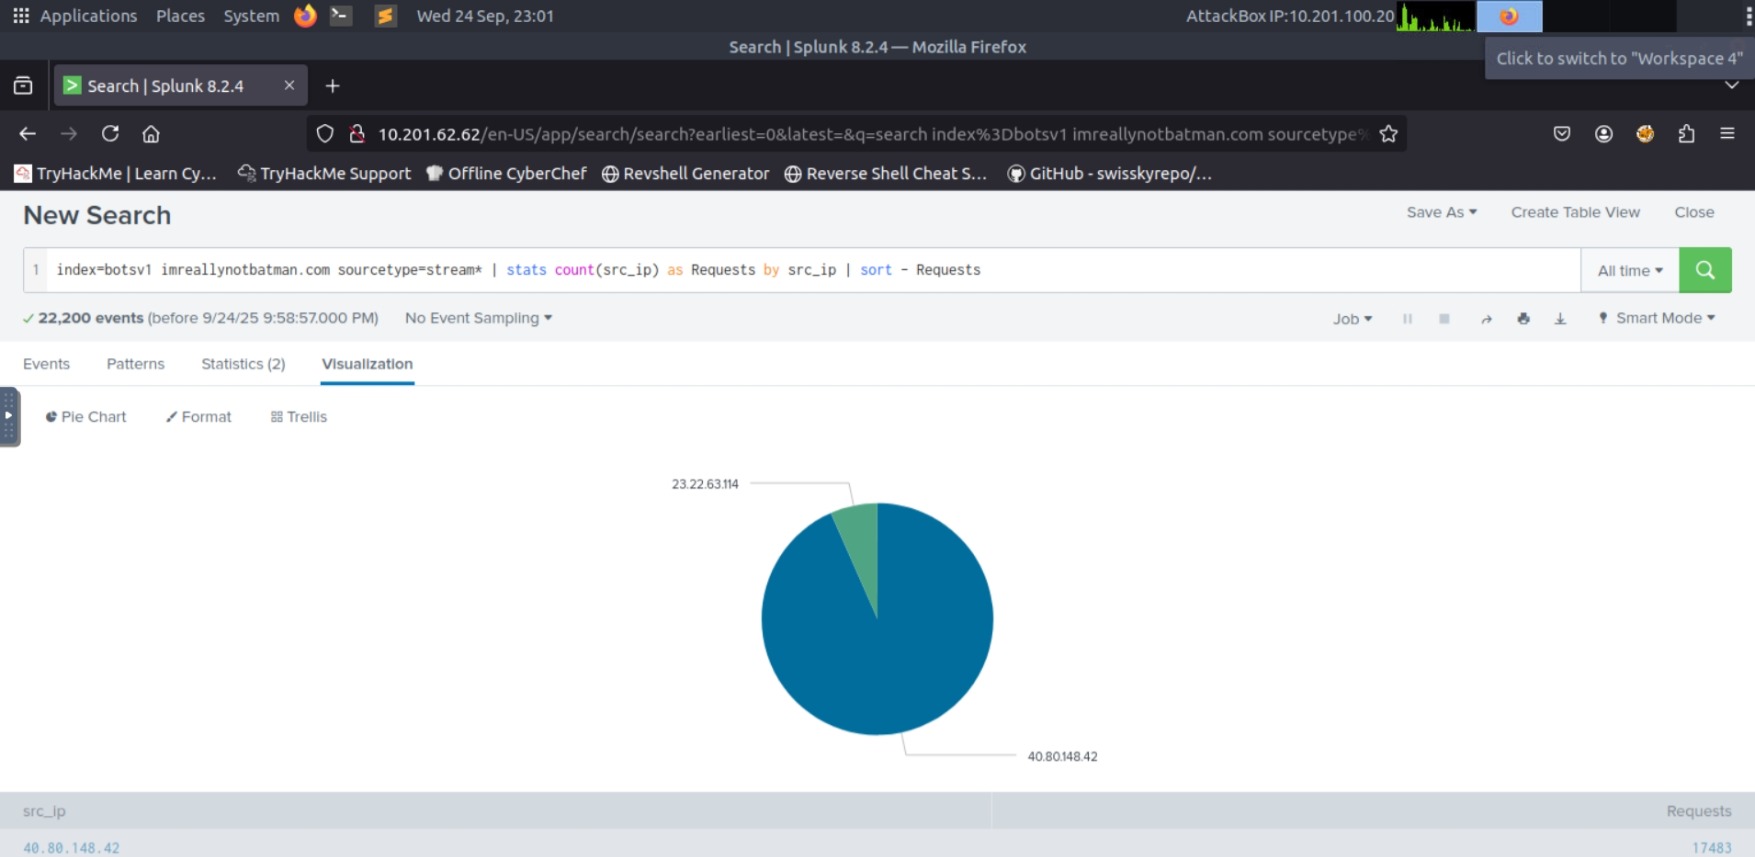 Applications Places System Wed 24 Sep, 23:01 AttackBox IP:10.201.100.20
Search | Splunk 8.2.4 — Mozilla Firefox
Click to switch to "Workspace 4"
Search | Splunk 8.2.4
10.201.62.62/en-US/app/search/search?earliest=0&latest=&q=search index%3Dbotsv1 imreallynotbatman.com sourcetype%
TryHackMe | Learn Cy... TryHackMe Support Offline CyberChef Revshell Generator Reverse Shell Cheat S... GitHub - swisskyrepo/...
New Search Save As Create Table View Close
1 index=botsv1 imreallynotbatman.com sourcetype=stream* | stats count(src_ip) as Requests by src_ip | sort - Requests All time
22,200 events (before 9/24/25 9:58:57.000 PM) No Event Sampling Job Smart Mode
Events Patterns Statistics (2) Visualization
Pie Chart Format Trellis
23.22.63.114
40.80.148.42
src_ip Requests
40.80.148.42 17483